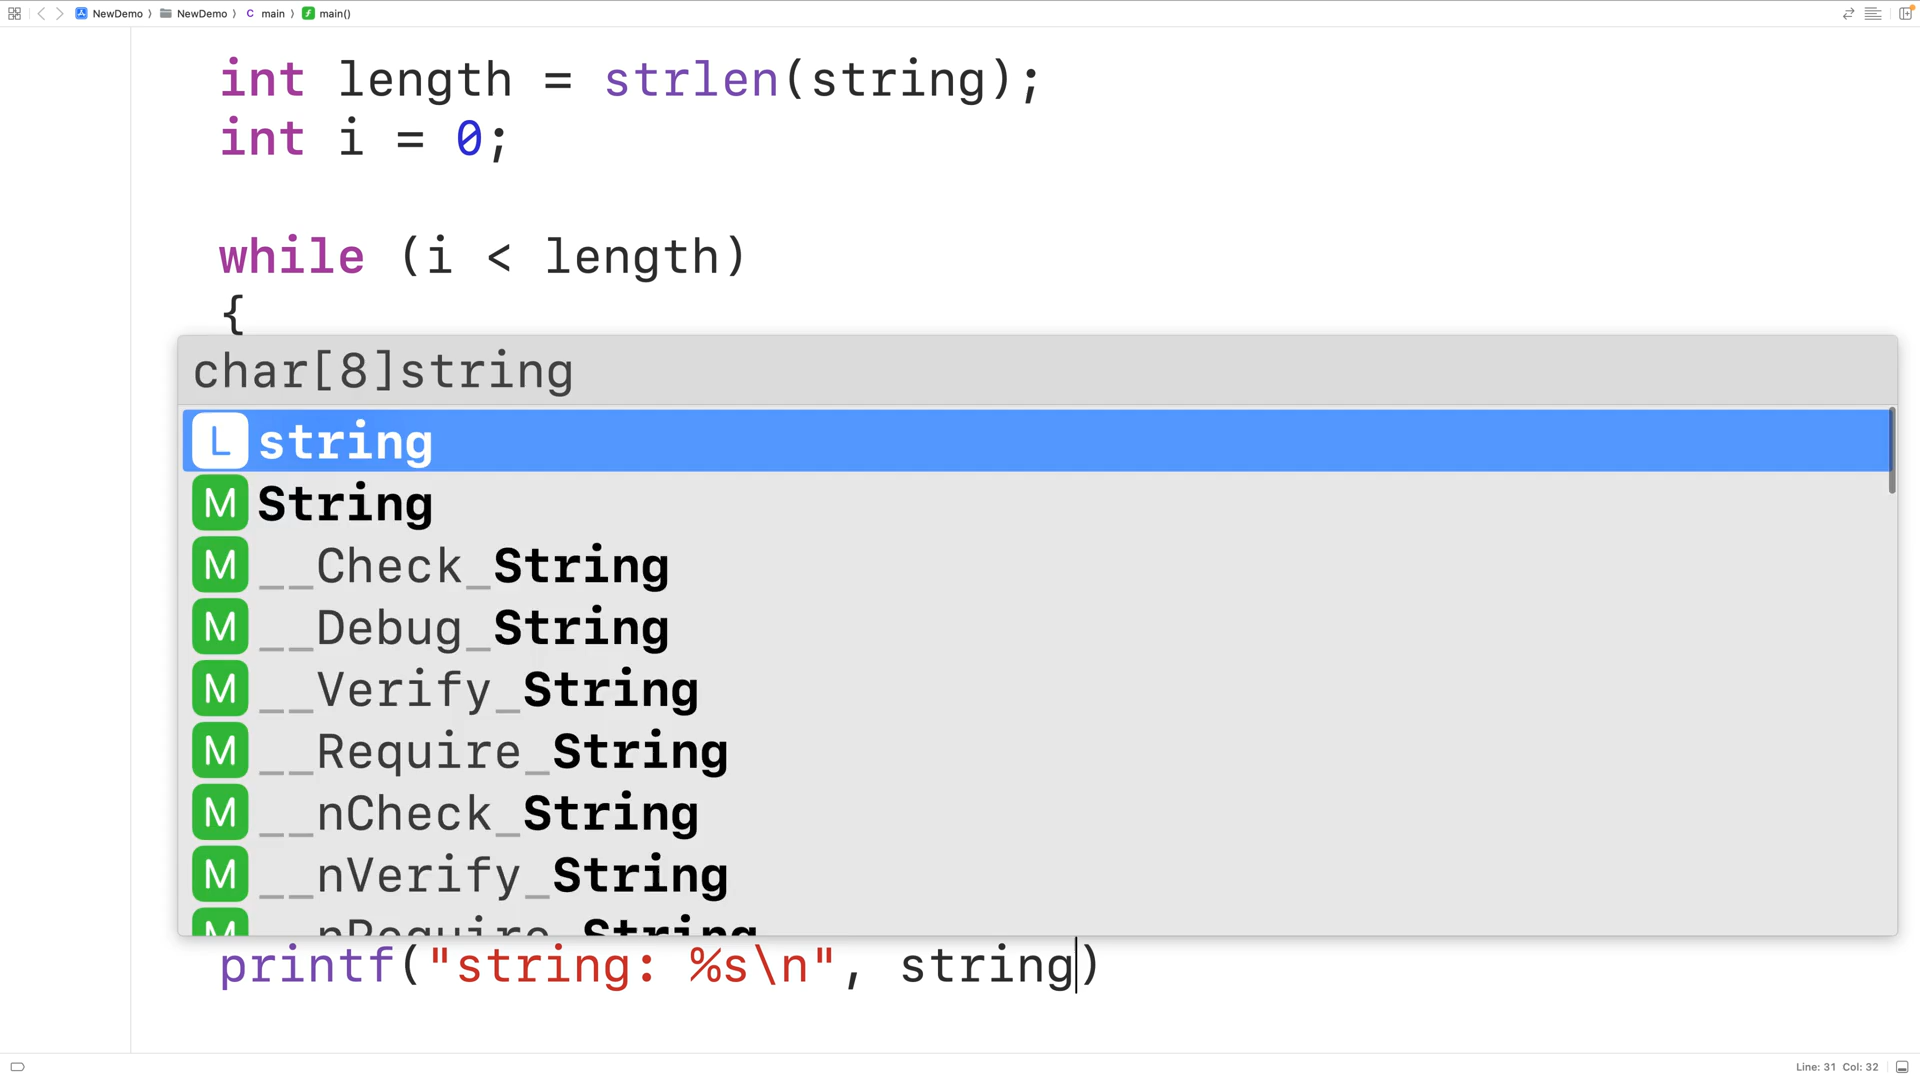 NewDemo 〉 NewDemo 〉 C main 〉 f main()
int length = strlen(string);
int i = 0;
while (i < length)
{
char[8]string
L string
M String
M __Check_String
M __Debug_String
M __Verify_String
M __Require_String
M __nCheck_String
M __nVerify_String
M __nRequire_String
printf("string: %s\n", string)
Line: 31 Col: 32